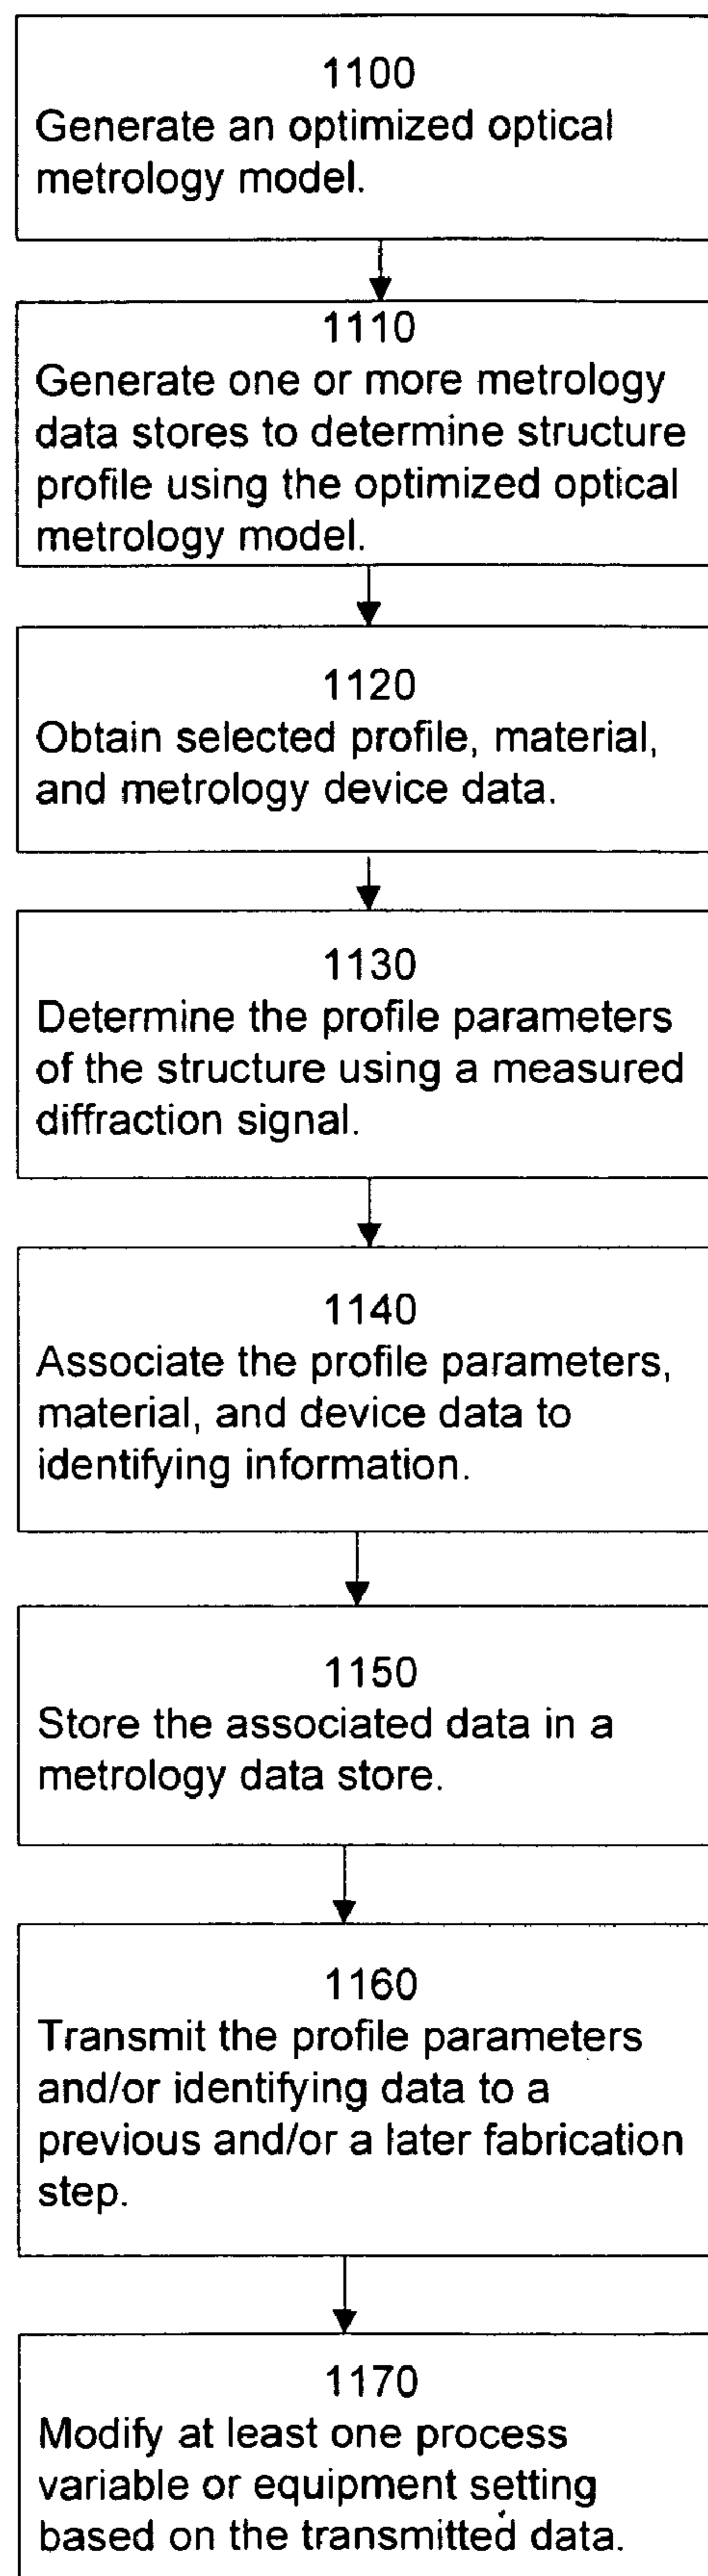 1100
Generate an optimized optical
metrology model.
1110
Generate one or more metrology
data stores to determine structure
profile using the optimized optical
metrology model.
1120
Obtain selected profile, material,
and metrology device data.
1130
Determine the profile parameters
of the structure using a measured
diffraction signal.
1140
Associate the profile parameters,
material, and device data to
identifying information.
1150
Store the associated data in a
metrology data store.
1160
Transmit the profile parameters
and/or identifying data to a
previous and/or a later fabrication
step.
1170
Modify at least one process
variable or equipment setting
based on the transmitted data.